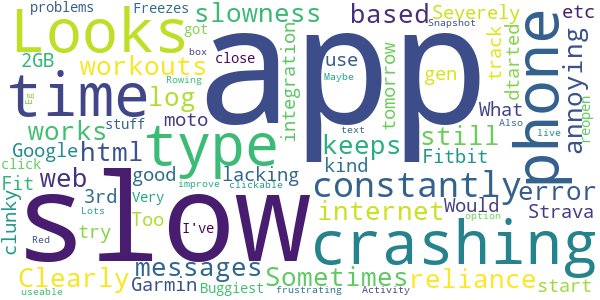 problems
Freezes
slowness
got
based
Severely
Snapshot
etc
Looks
app
phone
annoying
2GB
workouts
close
box
Rowing
integration
use
Maybe
tomorrow
gen
track
dtarted
time
log
moto
What
reopen
Eg
works
stuff
type
text
keeps
still
Also
live
Google
html
Fitbit
click
web
good
lacking
kind
Fit
3rd
Very
improve
clickable
constantly
error
clunky
Lots
try
Too
I've
slow
internet
Would
Strava
option
Red
crashing
Clearly
messages
Sometimes
reliance
start
useable
Garmin
Buggiest
frustrating
Activity